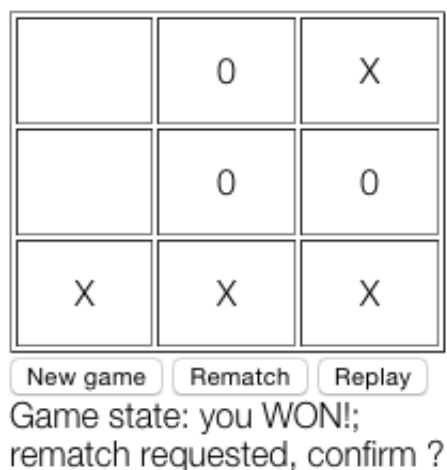 0 X
0 0
X X X
New game Rematch Replay
Game state: you WON!;
rematch requested, confirm ?